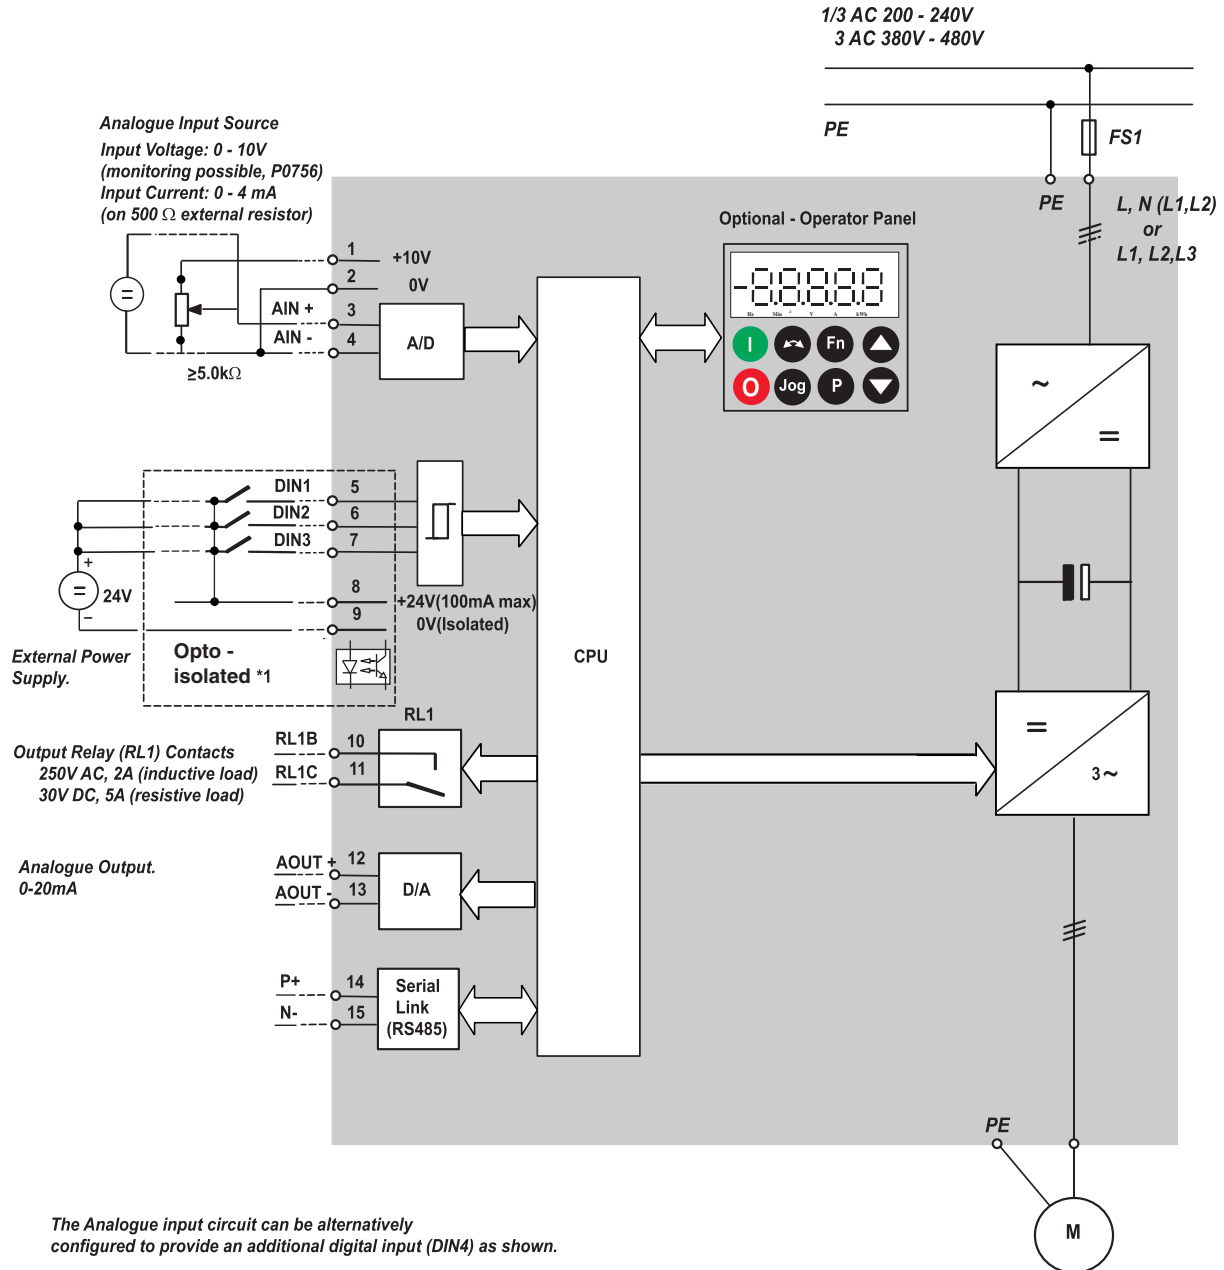 1/3 AC 200 - 240V
3 AC 380V - 480V
PE
FS1
PE
L, N (L1,L2)
or
L1, L2,L3
Analogue Input Source
Input Voltage: 0 - 10V
(monitoring possible, P0756)
Input Current: 0 - 4 mA
(on 500 Ω external resistor)
1
+10V
2
0V
AIN +
3
AIN -
4
A/D
≥5.0kΩ
Optional - Operator Panel
Hz Min V A kWh
I
Fn
O
Jog
P
~
=
DIN1
5
DIN2
6
DIN3
7
+
=
24V
−
8
+24V(100mA max)
9
0V(Isolated)
External Power
Supply.
Opto -
isolated *1
CPU
RL1
Output Relay (RL1) Contacts
250V AC, 2A (inductive load)
30V DC, 5A (resistive load)
RL1B
10
RL1C
11
=
3~
Analogue Output.
0-20mA
AOUT +
12
AOUT -
13
D/A
P+
14
N-
15
Serial
Link
(RS485)
PE
M
The Analogue input circuit can be alternatively
configured to provide an additional digital input (DIN4) as shown.